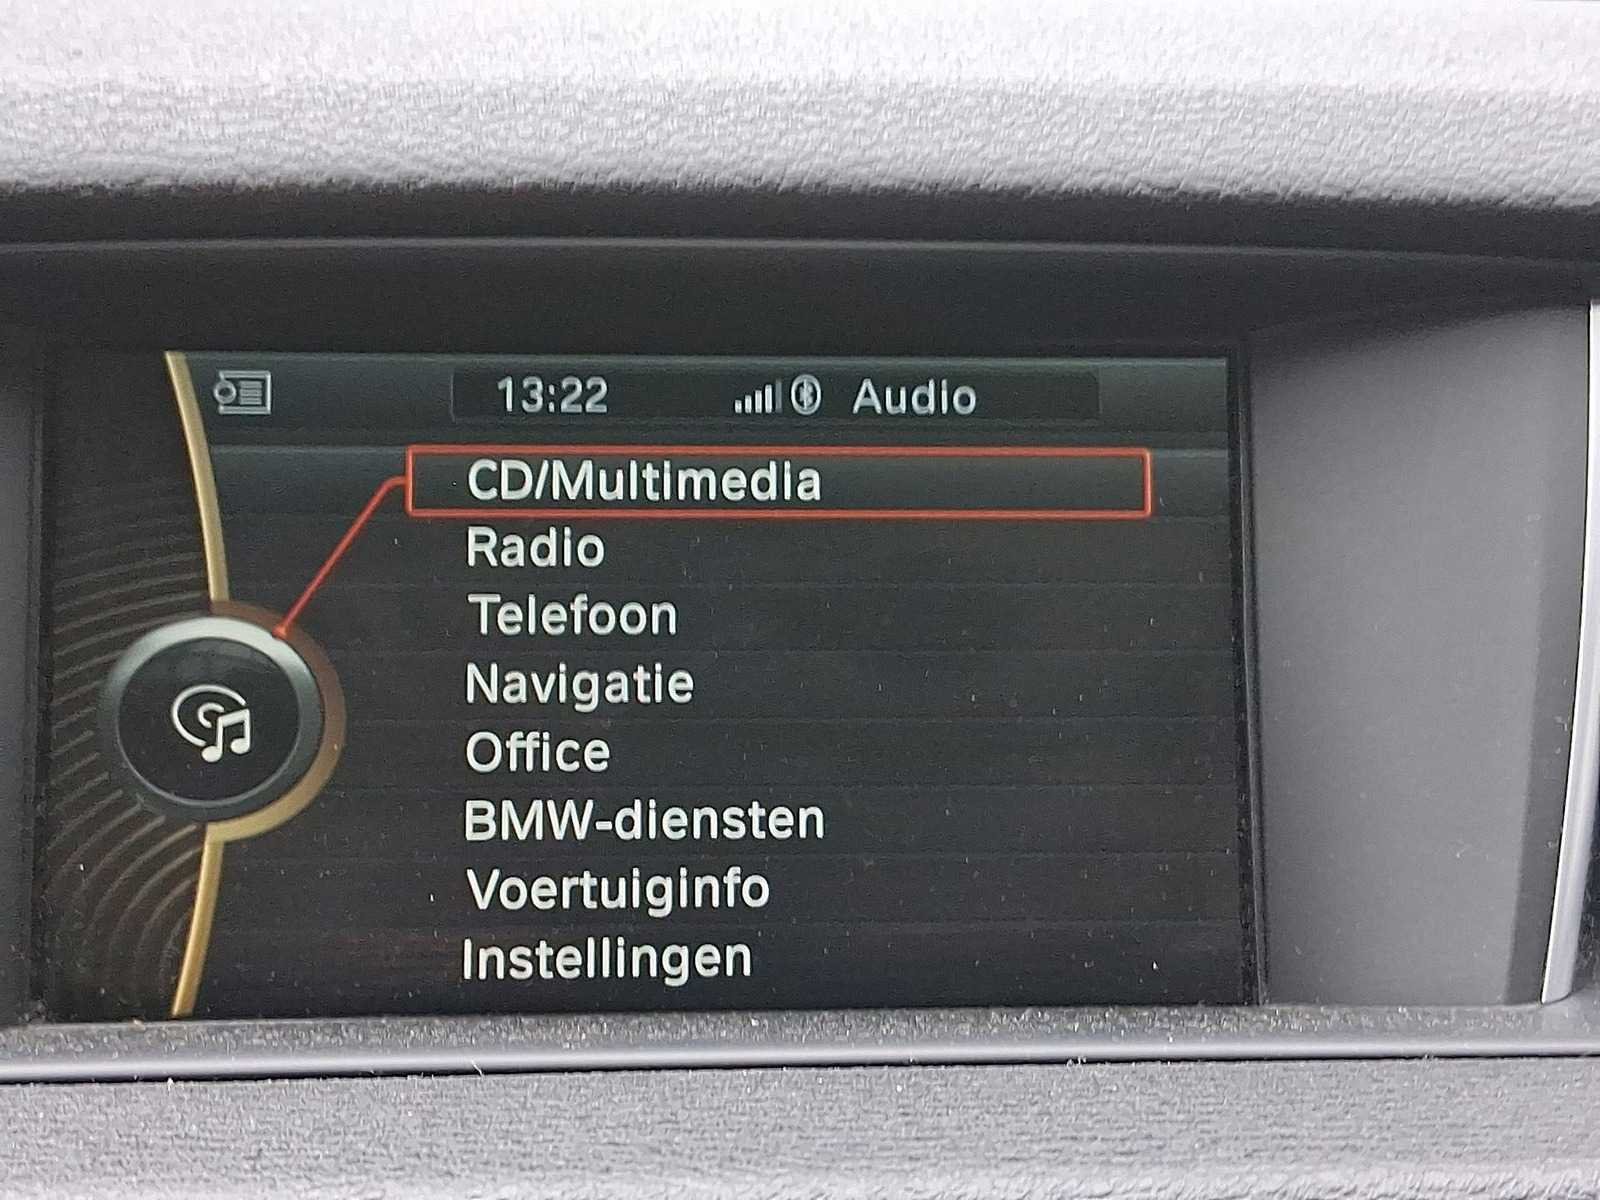 13:22 Audio
CD/Multimedia
Radio
Telefoon
Navigatie
Office
BMW-diensten
Voertuiginfo
Instellingen